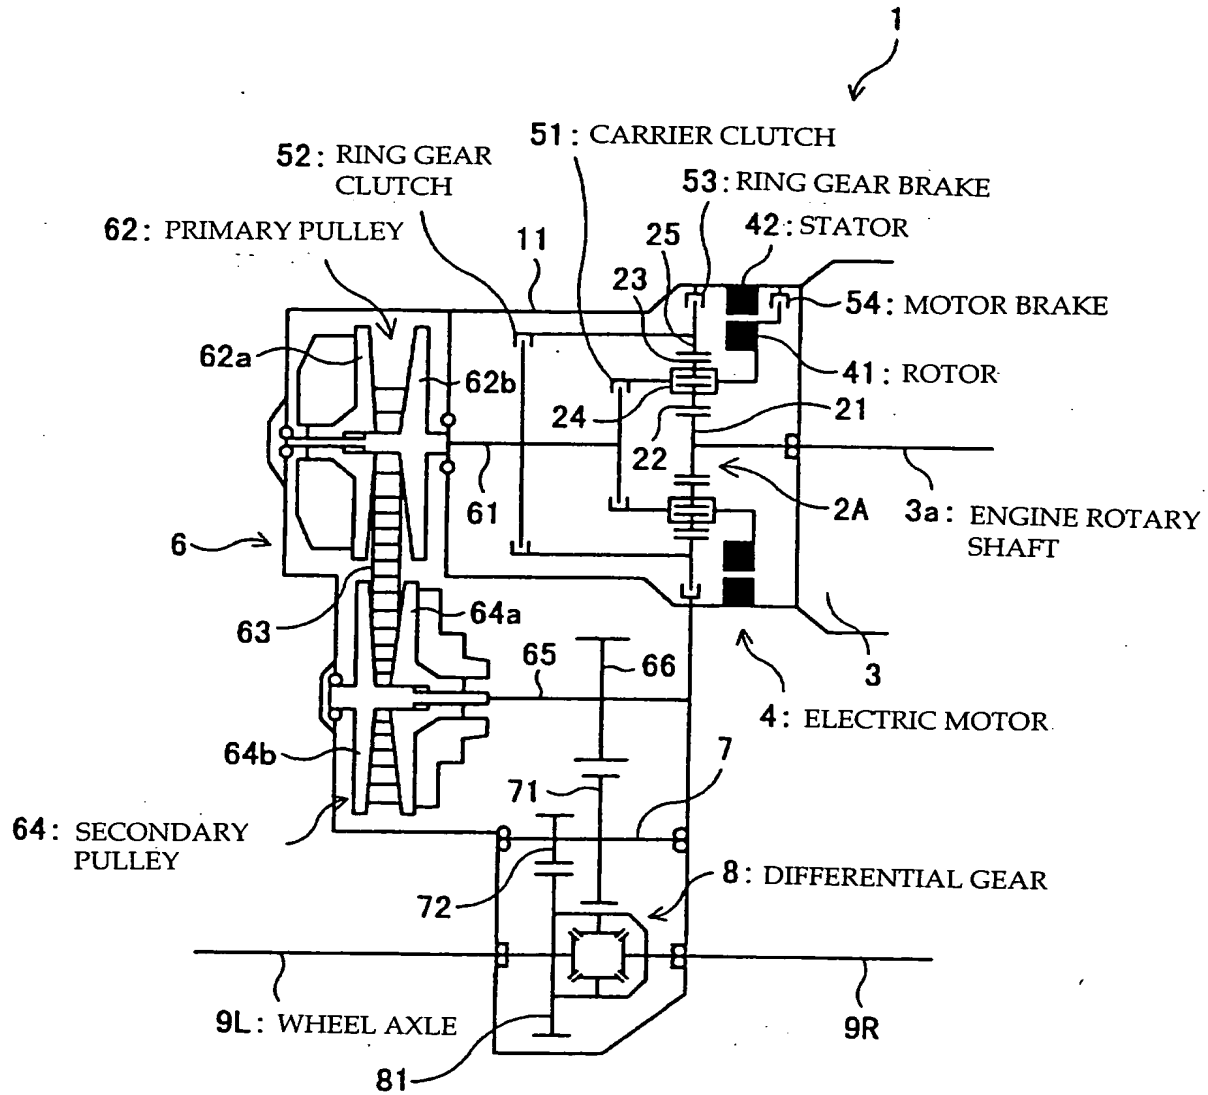 1
51: CARRIER CLUTCH
52: RING GEAR
CLUTCH
53: RING GEAR BRAKE
62: PRIMARY PULLEY
42: STATOR
11
25
23
54: MOTOR BRAKE
62a
62b
41: ROTOR
24
21
22
61
2A
3a: ENGINE ROTARY
SHAFT
6
64a
63
65
66
3
4: ELECTRIC MOTOR
64b
7
71
64: SECONDARY
PULLEY
8: DIFFERENTIAL GEAR
72
9L: WHEEL AXLE
9R
81